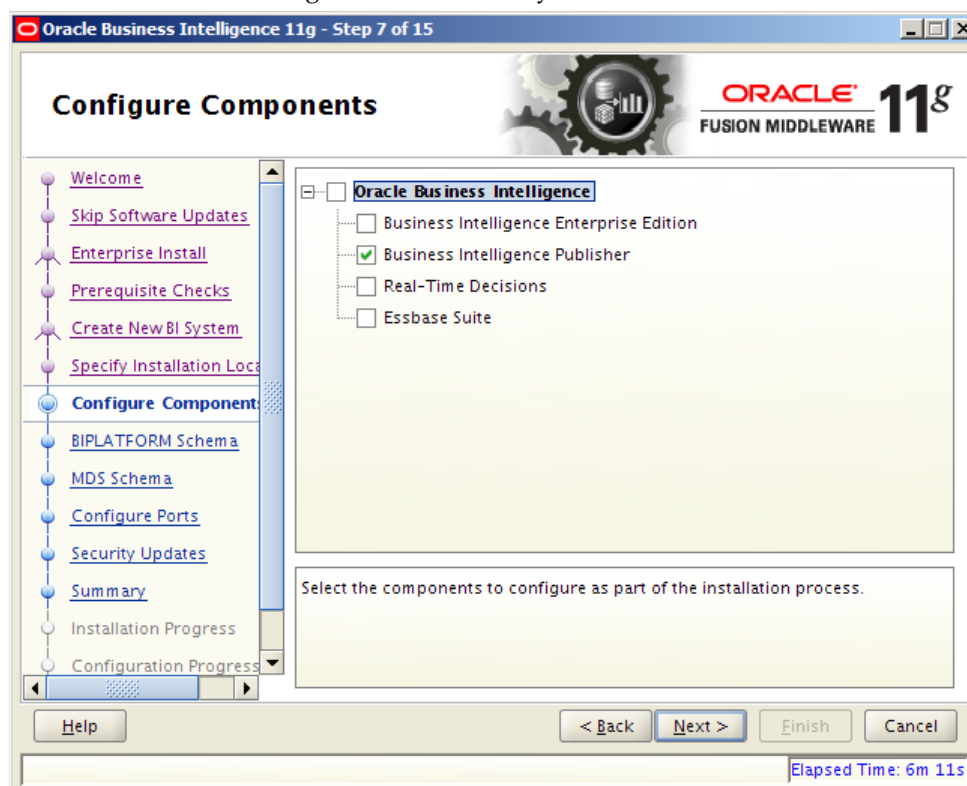 Oracle Business Intelligence 11g - Step 7 of 15
Configure Components
ORACLE
FUSION MIDDLEWARE 11g
Welcome
Skip Software Updates
Enterprise Install
Prerequisite Checks
Create New BI System
Specify Installation Loca
Configure Component
BIPLATFORM Schema
MDS Schema
Configure Ports
Security Updates
Summary
Installation Progress
Configuration Progress
Oracle Business Intelligence
Business Intelligence Enterprise Edition
Business Intelligence Publisher
Real-Time Decisions
Essbase Suite
Select the components to configure as part of the installation process.
Help
< Back
Next >
Finish
Cancel
Elapsed Time: 6m 11s